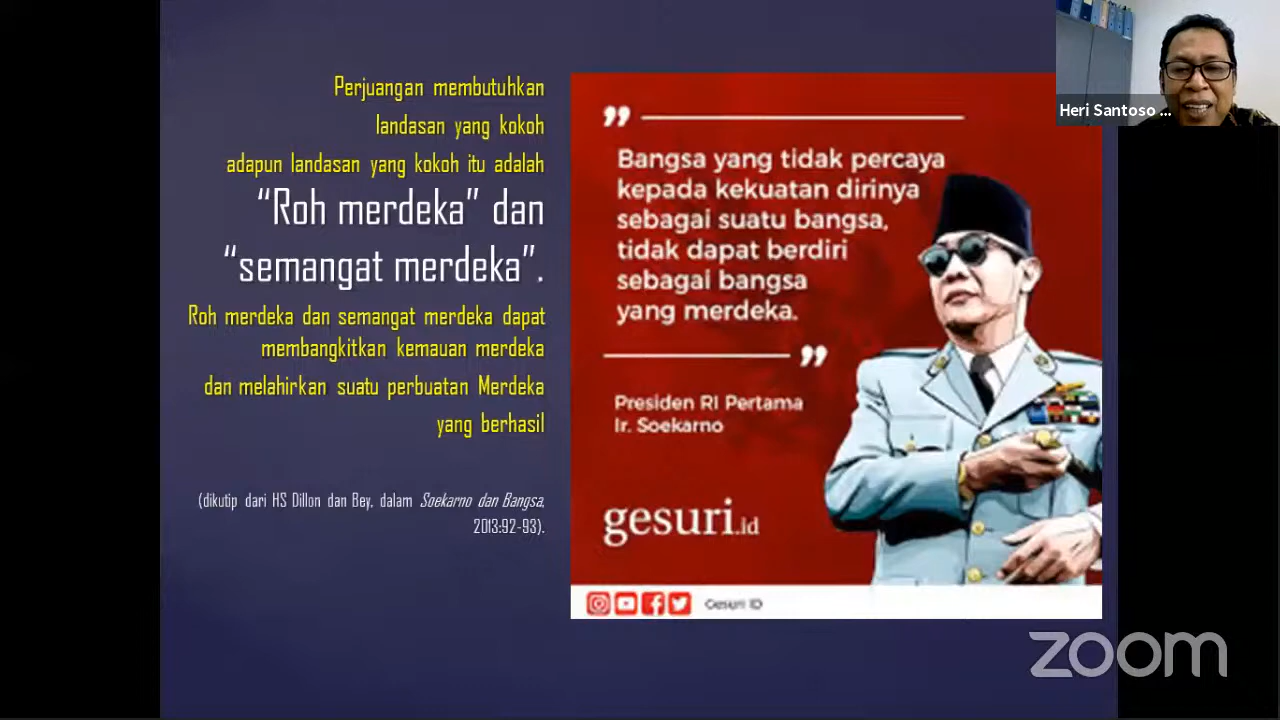 Perjuangan membutuhkan
landasan yang kokoh
adapun landasan yang kokoh itu adalah
“Roh merdeka” dan
“semangat merdeka”.
Roh merdeka dan semangat merdeka dapat
membangkitkan kemauan merdeka
dan melahirkan suatu perbuatan Merdeka
yang berhasil
(dikutip dari HS Dillon dan Bey, dalam Soekarno dan Bangsa,
2013:92-93).
”
Bangsa yang tidak percaya
kepada kekuatan dirinya
sebagai suatu bangsa,
tidak dapat berdiri
sebagai bangsa
yang merdeka.
”
Presiden RI Pertama
Ir. Soekarno
gesuri.id
Gesuri ID
Heri Santoso ...
zoom